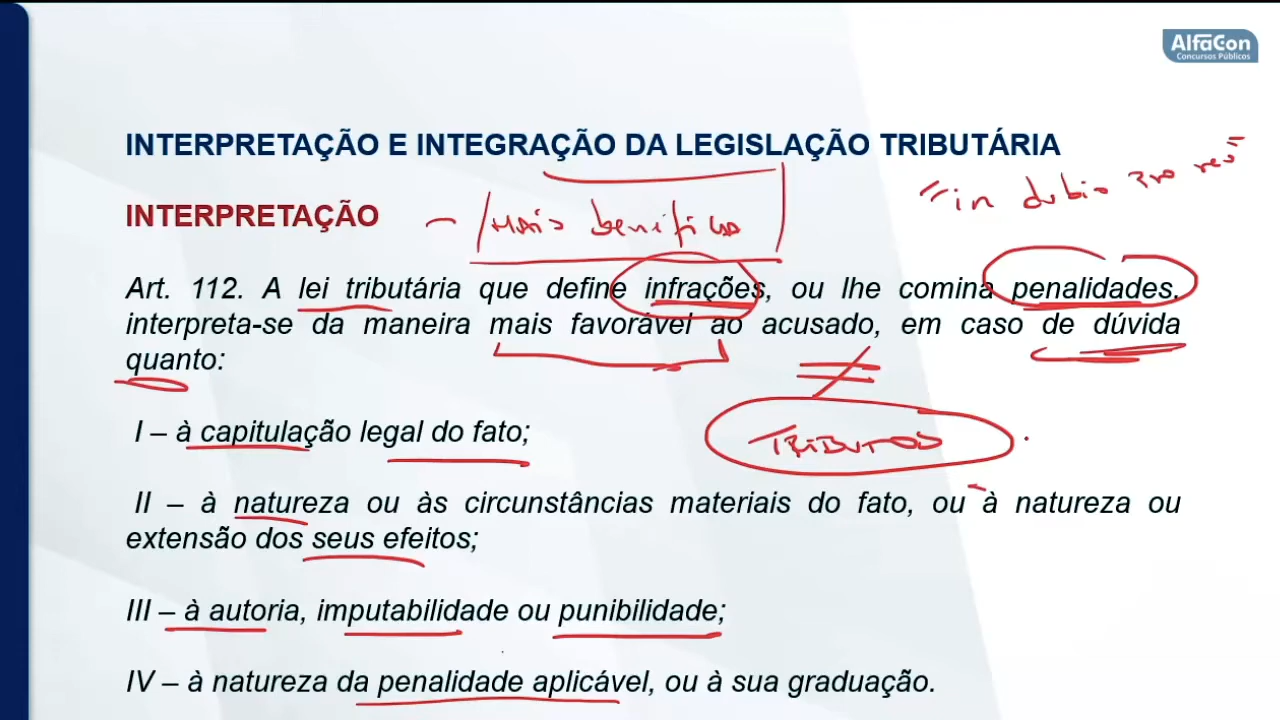 AlfaCon
Concursos Públicos
INTERPRETAÇÃO E INTEGRAÇÃO DA LEGISLAÇÃO TRIBUTÁRIA
"in dubio pro reo"
INTERPRETAÇÃO – MAIS benéfica
Art. 112. A lei tributária que define infrações, ou lhe comina penalidades,
interpreta-se da maneira mais favorável ao acusado, em caso de dúvida
quanto:
≠
I – à capitulação legal do fato;
TRIBUTOS
II – à natureza ou às circunstâncias materiais do fato, ou à natureza ou
extensão dos seus efeitos;
III – à autoria, imputabilidade ou punibilidade;
IV – à natureza da penalidade aplicável, ou à sua graduação.